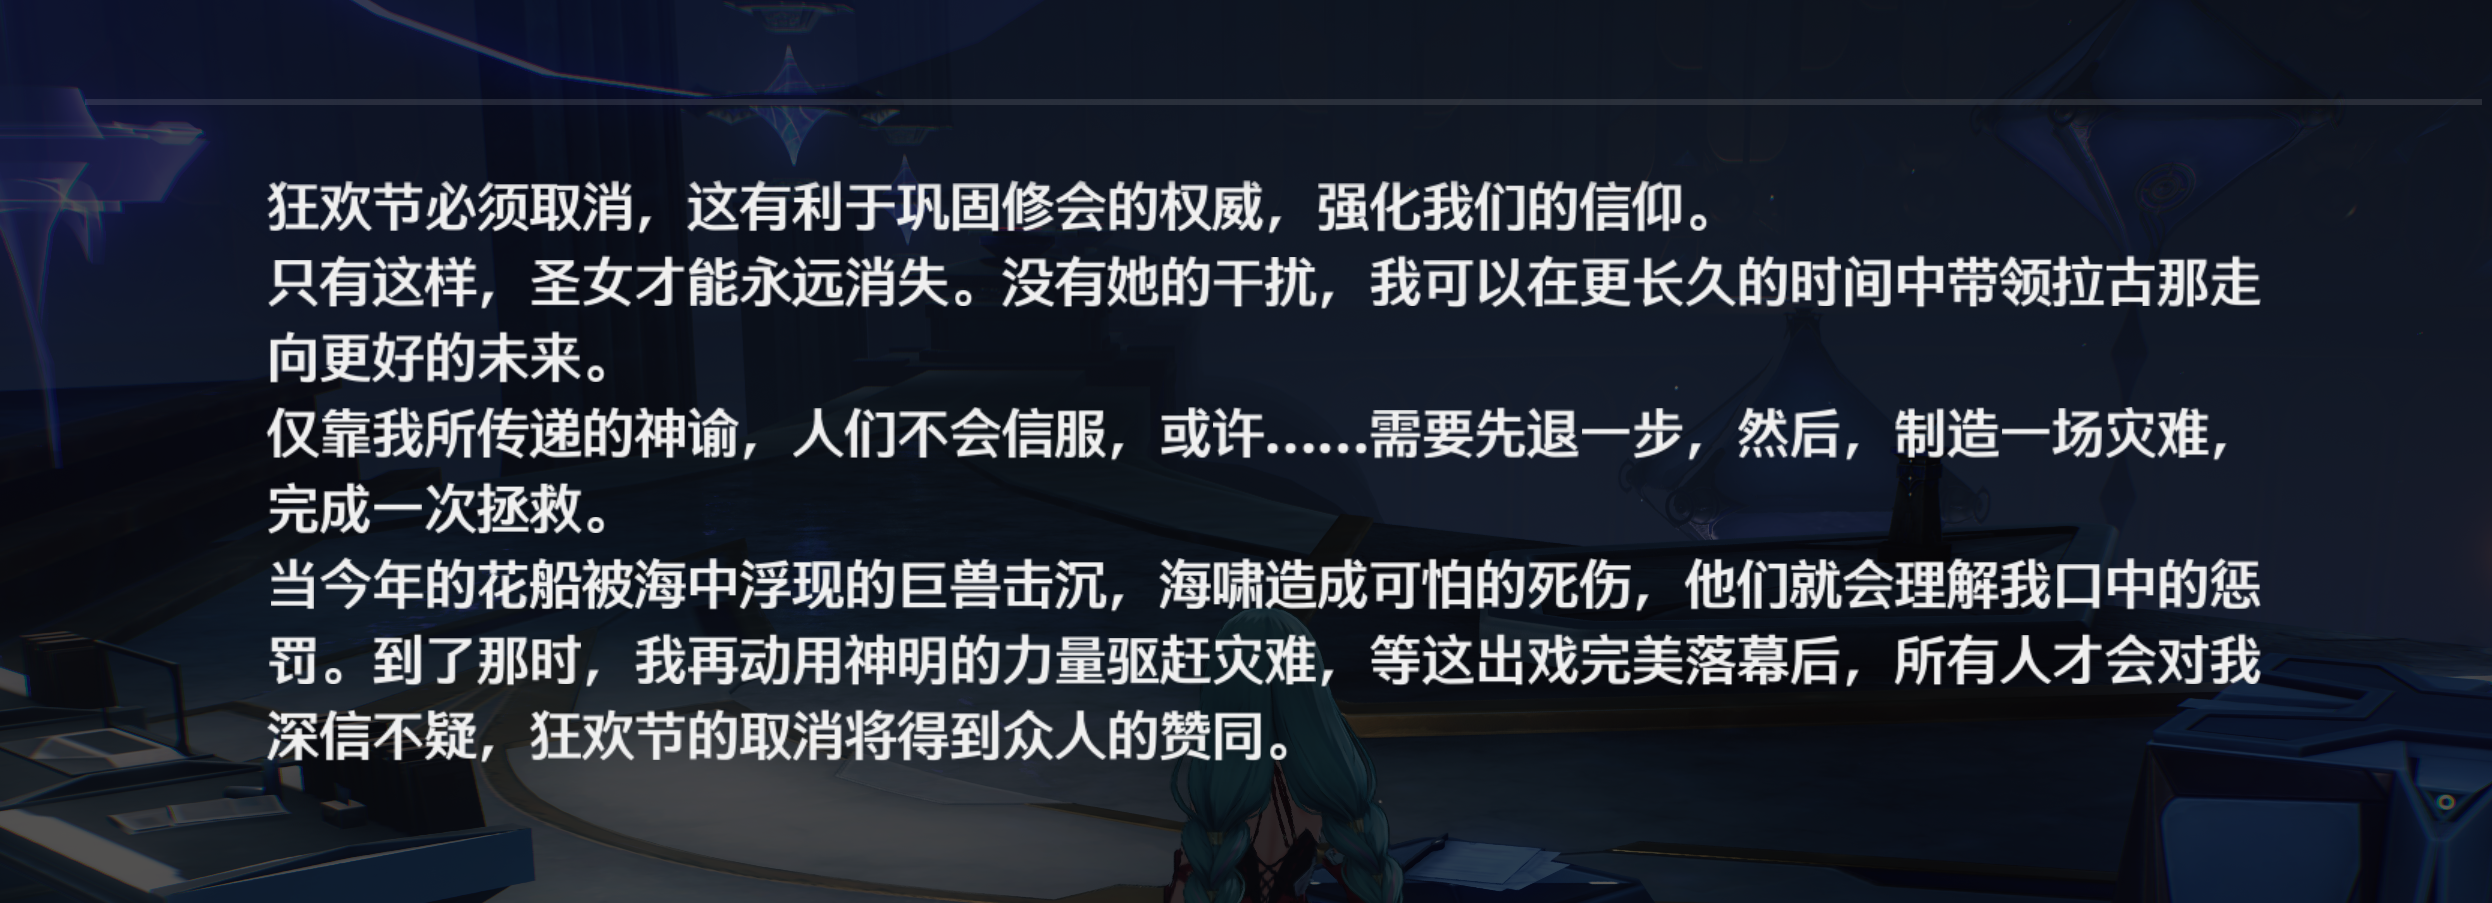 狂欢节必须取消，这有利于巩固修会的权威，强化我们的信仰。
只有这样，圣女才能永远消失。没有她的干扰，我可以在更长久的时间中带领拉古那走
向更好的未来。
仅靠我所传递的神谕，人们不会信服，或许……需要先退一步，然后，制造一场灾难，
完成一次拯救。
当今年的花船被海中浮现的巨兽击沉，海啸造成可怕的死伤，他们就会理解我口中的惩
罚。到了那时，我再动用神明的力量驱赶灾难，等这出戏完美落幕后，所有人才会对我
深信不疑，狂欢节的取消将得到众人的赞同。